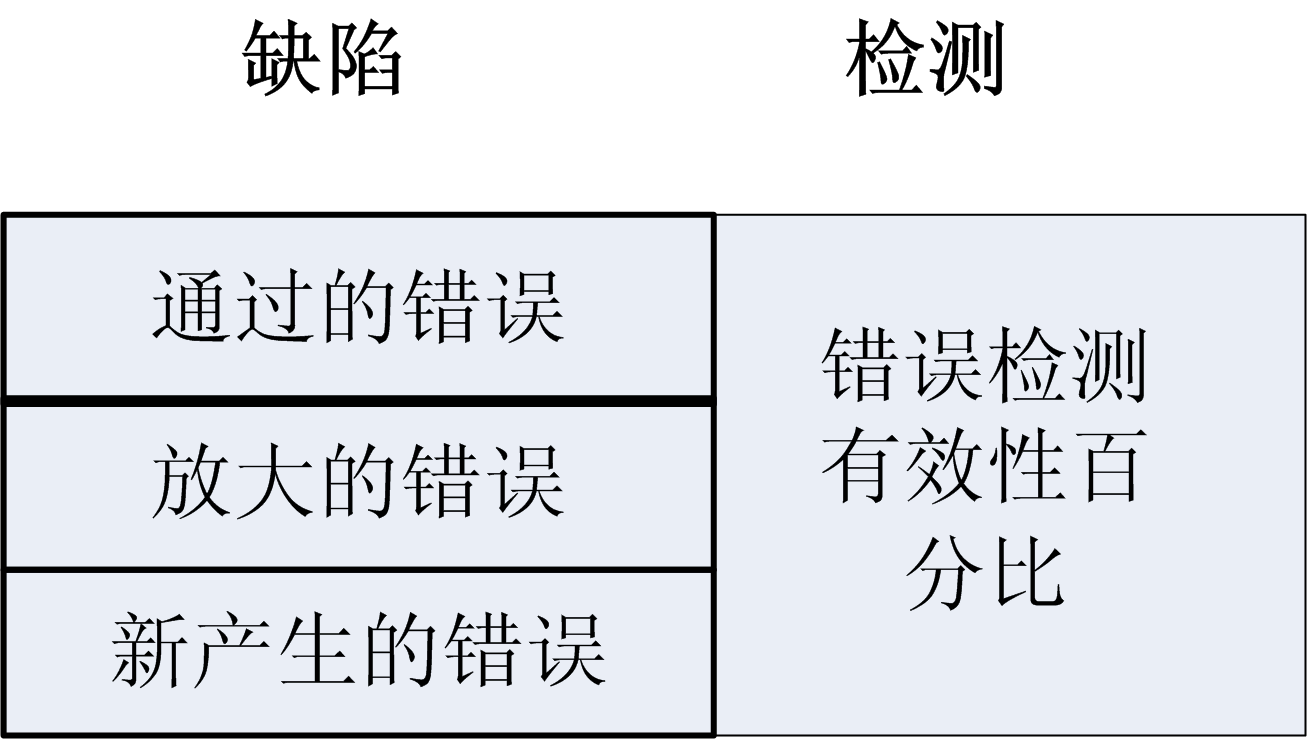 缺陷
检测
通过的错误
放大的错误
新产生的错误
错误检测
有效性百
分比